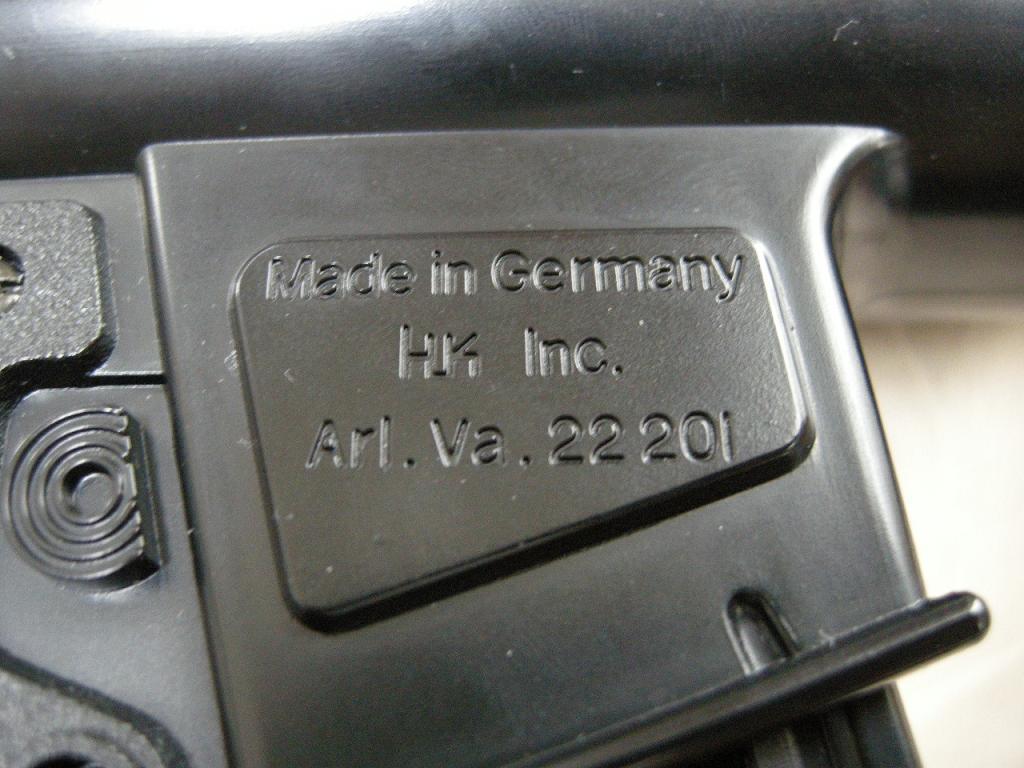 Made in Germany
HK Inc.
Arl. Va. 22 201